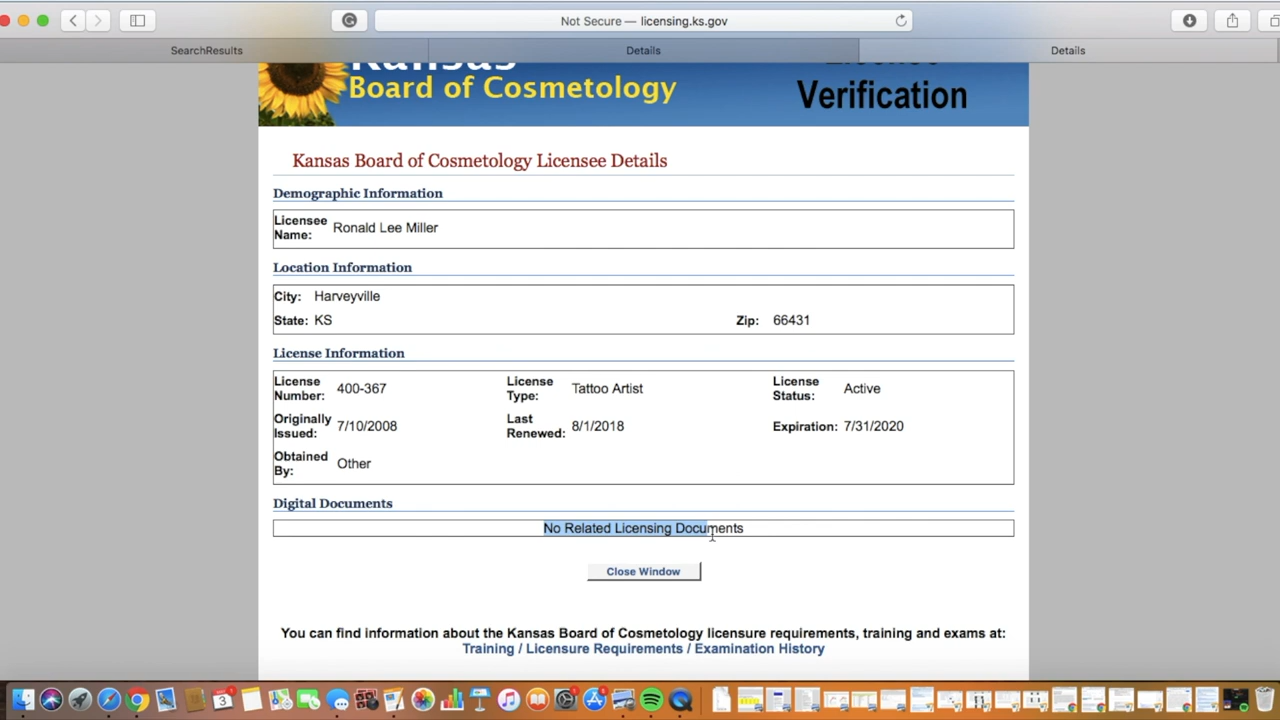 Not Secure — licensing.ks.gov
SearchResults
Details
Details
Kansas
Board of Cosmetology
License
Verification
Kansas Board of Cosmetology Licensee Details
Demographic Information
Licensee Name: Ronald Lee Miller
Location Information
City: Harveyville
State: KS Zip: 66431
License Information
License Number: 400-367 License Type: Tattoo Artist License Status: Active
Originally Issued: 7/10/2008 Last Renewed: 8/1/2018 Expiration: 7/31/2020
Obtained By: Other
Digital Documents
No Related Licensing Documents
Close Window
You can find information about the Kansas Board of Cosmetology licensure requirements, training and exams at:
Training / Licensure Requirements / Examination History
3